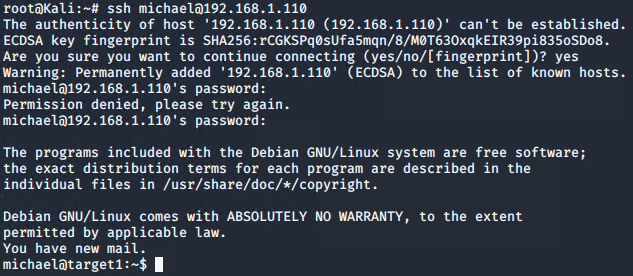 root@Kali:~# ssh michael@192.168.1.110
The authenticity of host '192.168.1.110 (192.168.1.110)' can't be established.
ECDSA key fingerprint is SHA256:rCGKSPq0sUfa5mqn/8/M0T63OxqkEIR39pi835oSDo8.
Are you sure you want to continue connecting (yes/no/[fingerprint])? yes
Warning: Permanently added '192.168.1.110' (ECDSA) to the list of known hosts.
michael@192.168.1.110's password:
Permission denied, please try again.
michael@192.168.1.110's password:
The programs included with the Debian GNU/Linux system are free software;
the exact distribution terms for each program are described in the
individual files in /usr/share/doc/*/copyright.
Debian GNU/Linux comes with ABSOLUTELY NO WARRANTY, to the extent
permitted by applicable law.
You have new mail.
michael@target1:~$